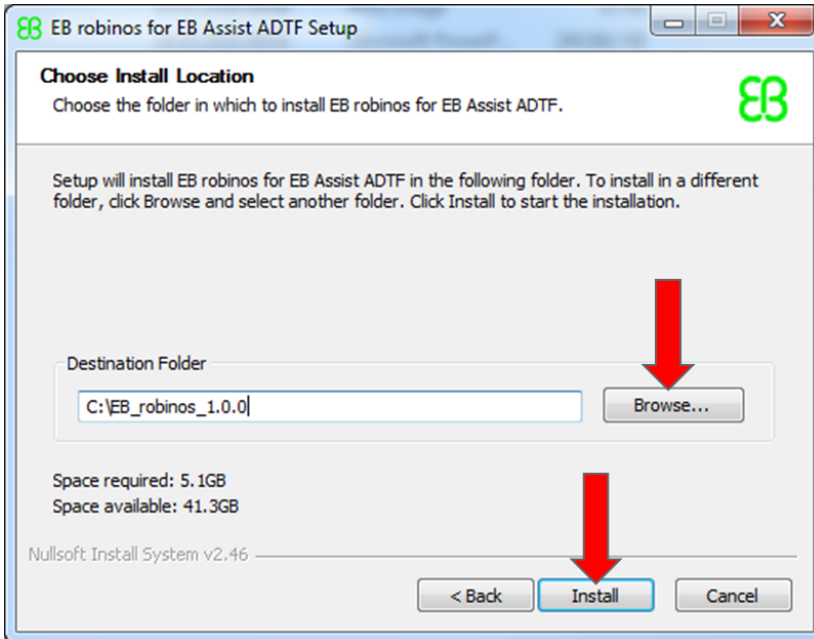 EB robinos for EB Assist ADTF Setup
Choose Install Location
Choose the folder in which to install EB robinos for EB Assist ADTF.
EB
Setup will install EB robinos for EB Assist ADTF in the following folder. To install in a different
folder, click Browse and select another folder. Click Install to start the installation.
Destination Folder
C:\EB_robinos_1.0.0
Browse...
Space required: 5.1GB
Space available: 41.3GB
Nullsoft Install System v2.46
< Back
Install
Cancel